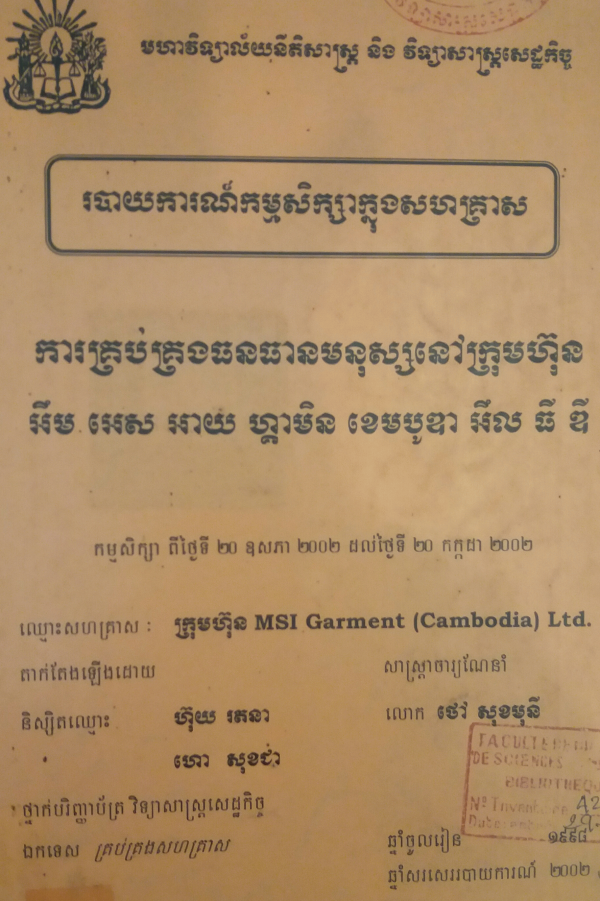 មហាវិទ្យាល័យនីតិសាស្ត្រ និង វិទ្យាសាស្ត្រសេដ្ឋកិច្ច
របាយការណ៍កម្មសិក្សាក្នុងសហគ្រាស
ការគ្រប់គ្រងធនធានមនុស្សនៅក្រុមហ៊ុន
អឹម អេស អាយ ហ្គាមិន ខេមបូឌា អីល ធី ឌី
កម្មសិក្សា ពីថ្ងៃទី ២០ ឧសភា ២០០២ ដល់ថ្ងៃទី ២០ កក្កដា ២០០២
ឈ្មោះសហគ្រាស : ក្រុមហ៊ុន MSI Garment (Cambodia) Ltd.
តាក់តែងឡើងដោយ
សាស្ត្រាចារ្យណែនាំ
និស្សិតឈ្មោះ ហ៊ុយ រតនា
លោក ថៅ សុខមុនី
ហោ សុខជា
FACULTE DE D
DE SCIENCES
BIBLIOTHEQU
ថ្នាក់បរិញ្ញាប័ត្រ វិទ្យាសាស្ត្រសេដ្ឋកិច្ច
ឯកទេស គ្រប់គ្រងសហគ្រាស
ឆ្នាំចូលរៀន ១៩៩៨
ឆ្នាំសរសេររបាយការណ៍ ២០០២